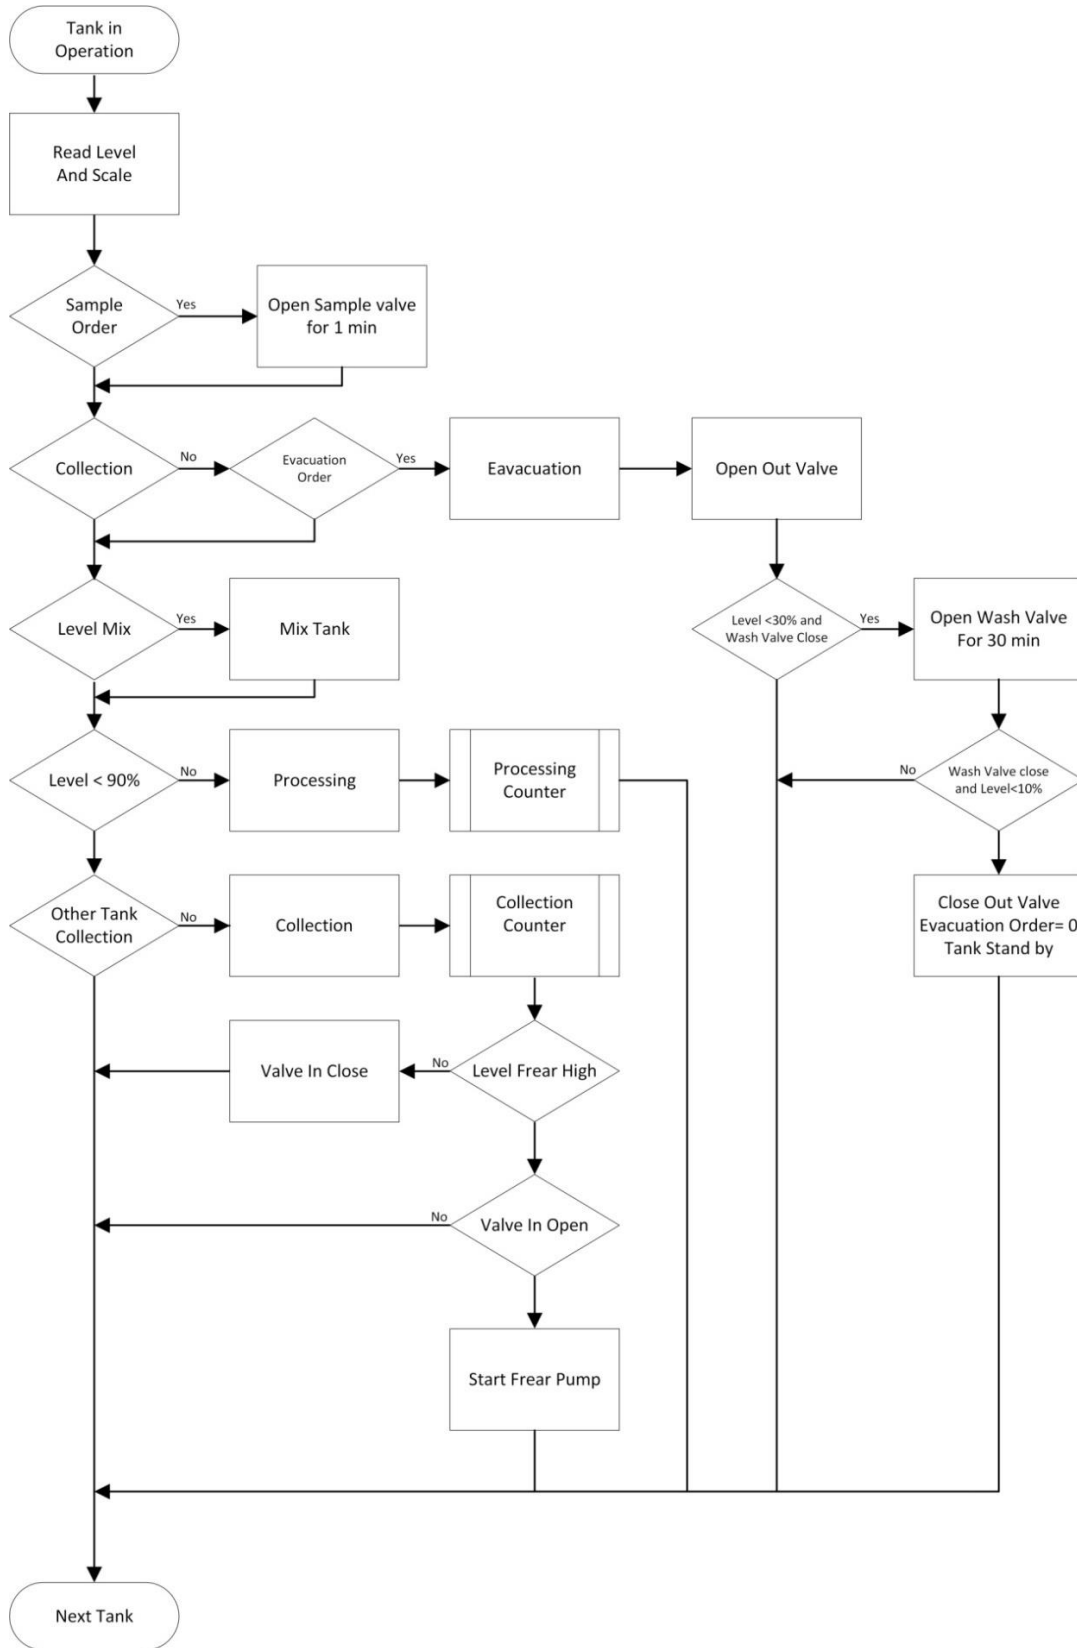 Tank in
Operation
Read Level
And Scale
Sample
Order
Yes
Open Sample valve
for 1 min
Collection
No
Evacuation
Order
Yes
Eavacuation
Open Out Valve
Level Mix
Yes
Mix Tank
Level <30% and
Wash Valve Close
Yes
Open Wash Valve
For 30 min
Level < 90%
No
Processing
Processing
Counter
No
Wash Valve close
and Level<10%
Other Tank
Collection
No
Collection
Collection
Counter
Close Out Valve
Evacuation Order= 0
Tank Stand by
Valve In Close
No
Level Frear High
No
Valve In Open
Start Frear Pump
Next Tank